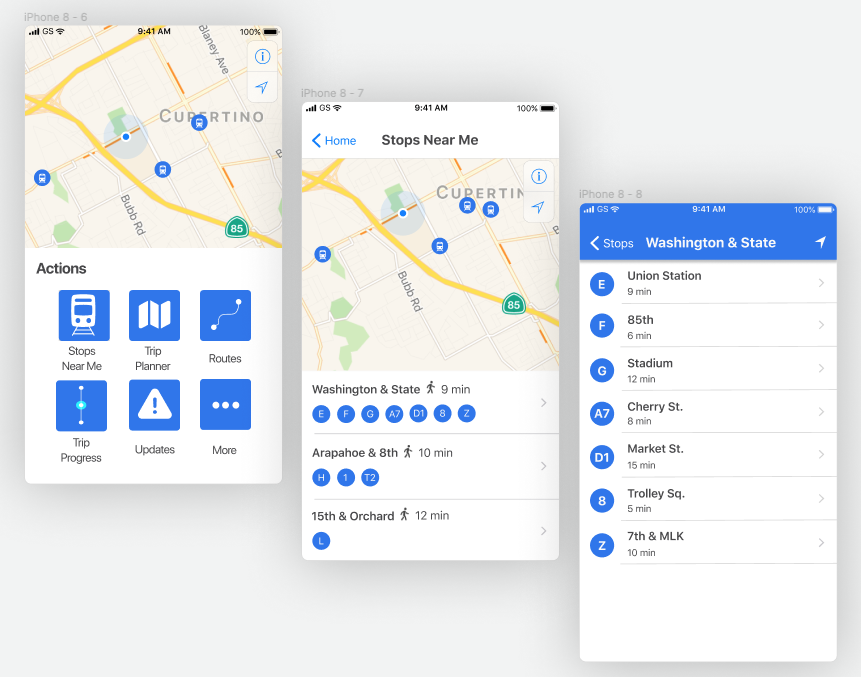 iPhone 8 - 6
GS 9:41 AM 100%
Blaney Ave
CUPERTINO
Bubb Rd
85
Actions
Stops
Near Me
Trip
Planner
Routes
Trip
Progress
Updates
More
iPhone 8 - 7
GS 9:41 AM 100%
Home Stops Near Me
CUPERTIN
Bubb Rd
85
Washington & State 9 min
E F G A7 D1 8 Z
Arapahoe & 8th 10 min
H 1 T2
15th & Orchard 12 min
L
iPhone 8 - 8
GS 9:41 AM 100%
Stops Washington & State
E Union Station
9 min
F 85th
6 min
G Stadium
12 min
A7 Cherry St.
8 min
D1 Market St.
15 min
8 Trolley Sq.
5 min
Z 7th & MLK
10 min